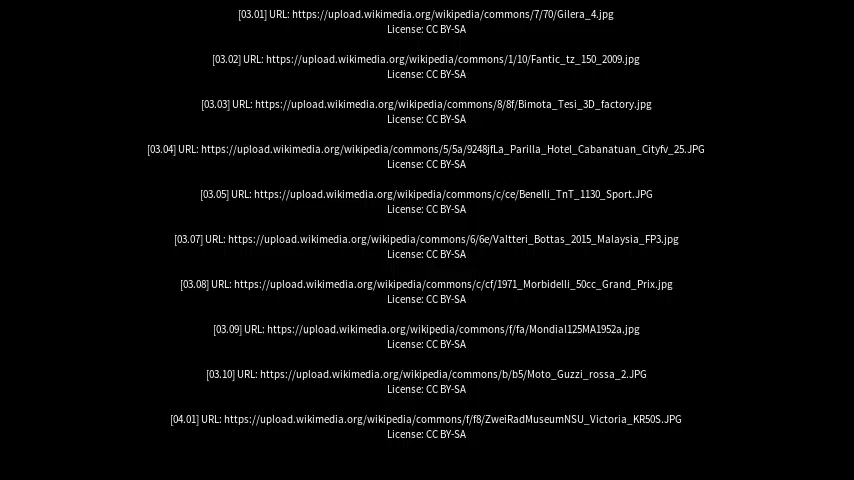 [03.01] URL: https://upload.wikimedia.org/wikipedia/commons/7/70/Gilera_4.jpg
License: CC BY-SA
[03.02] URL: https://upload.wikimedia.org/wikipedia/commons/1/10/Fantic_tz_150_2009.jpg
License: CC BY-SA
[03.03] URL: https://upload.wikimedia.org/wikipedia/commons/8/8f/Bimota_Tesi_3D_factory.jpg
License: CC BY-SA
[03.04] URL: https://upload.wikimedia.org/wikipedia/commons/5/5a/9248jfLa_Parilla_Hotel_Cabanatuan_Cityfv_25.JPG
License: CC BY-SA
[03.05] URL: https://upload.wikimedia.org/wikipedia/commons/c/ce/Benelli_TnT_1130_Sport.JPG
License: CC BY-SA
[03.07] URL: https://upload.wikimedia.org/wikipedia/commons/6/6e/Valtteri_Bottas_2015_Malaysia_FP3.jpg
License: CC BY-SA
[03.08] URL: https://upload.wikimedia.org/wikipedia/commons/c/cf/1971_Morbidelli_50cc_Grand_Prix.jpg
License: CC BY-SA
[03.09] URL: https://upload.wikimedia.org/wikipedia/commons/f/fa/Mondial125MA1952a.jpg
License: CC BY-SA
[03.10] URL: https://upload.wikimedia.org/wikipedia/commons/b/b5/Moto_Guzzi_rossa_2.JPG
License: CC BY-SA
[04.01] URL: https://upload.wikimedia.org/wikipedia/commons/f/f8/ZweiRadMuseumNSU_Victoria_KR50S.JPG
License: CC BY-SA